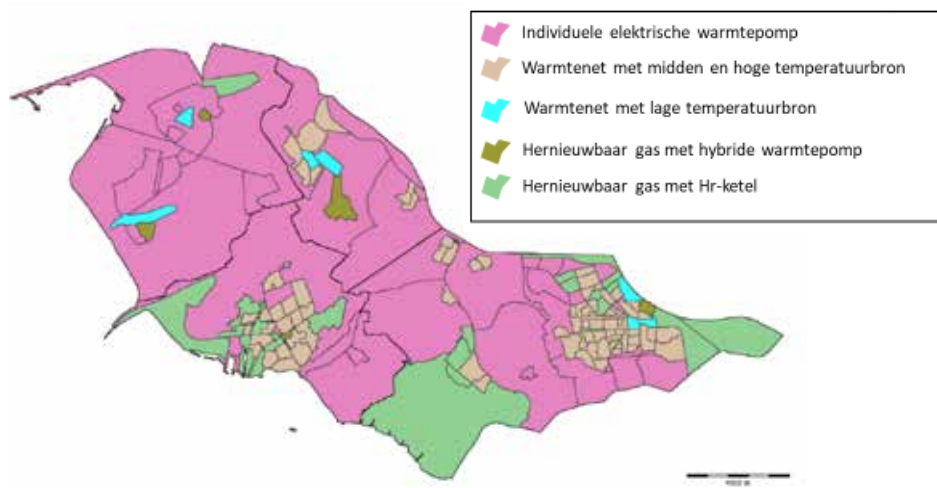 Individuele elektrische warmtepomp
Warmtenet met midden en hoge temperatuurbron
Warmtenet met lage temperatuurbron
Hernieuwbaar gas met hybride warmtepomp
Hernieuwbaar gas met Hr-ketel